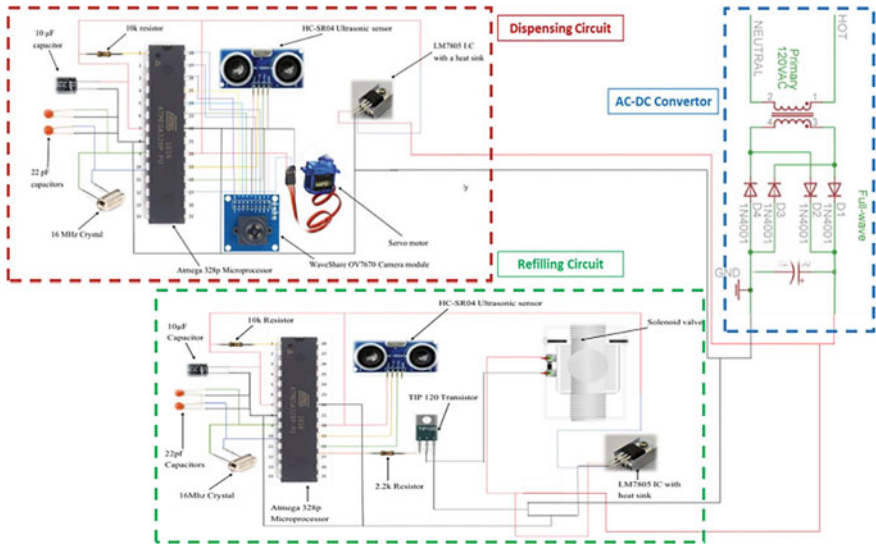 Dispensing Circuit
10k resistor
HC-SR04 Ultrasonic sensor
10 µF
capacitor
LM7805 I.C
with a heat sink
22 pF
capacitors
16 MHz Crystal
Servo motor
WaveShare OV7670 Camera module
Atmega 328p Microprocessor
y
AC-DC Convertor
NEUTRAL
HOT
Primary
120VAC
2
1
4
3
D4
1N4001
D3
1N4001
D2
1N4001
D1
1N4001
Full-wave
GND
+
Refilling Circuit
HC-SR04 Ultrasonic sensor
10k Resistor
10µF
Capacitor
Solenoid valve
TIP 120 Transistor
22pf
Capacitors
16Mhz Crystal
Atmega 328p
Microprocessor
2.2k Resistor
LM7805 IC with
heat sink